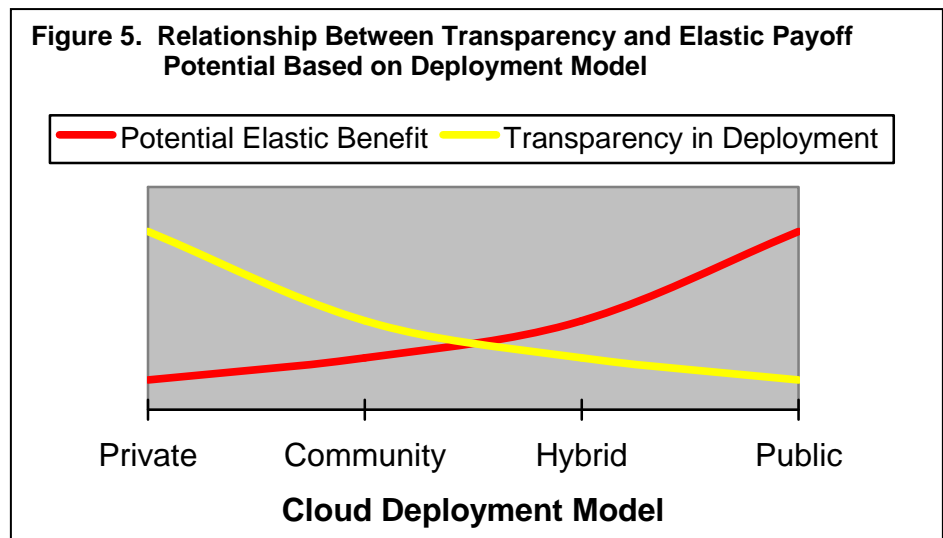 Figure 5. Relationship Between Transparency and Elastic Payoff
Potential Based on Deployment Model
Potential Elastic Benefit Transparency in Deployment
Private Community Hybrid Public
Cloud Deployment Model